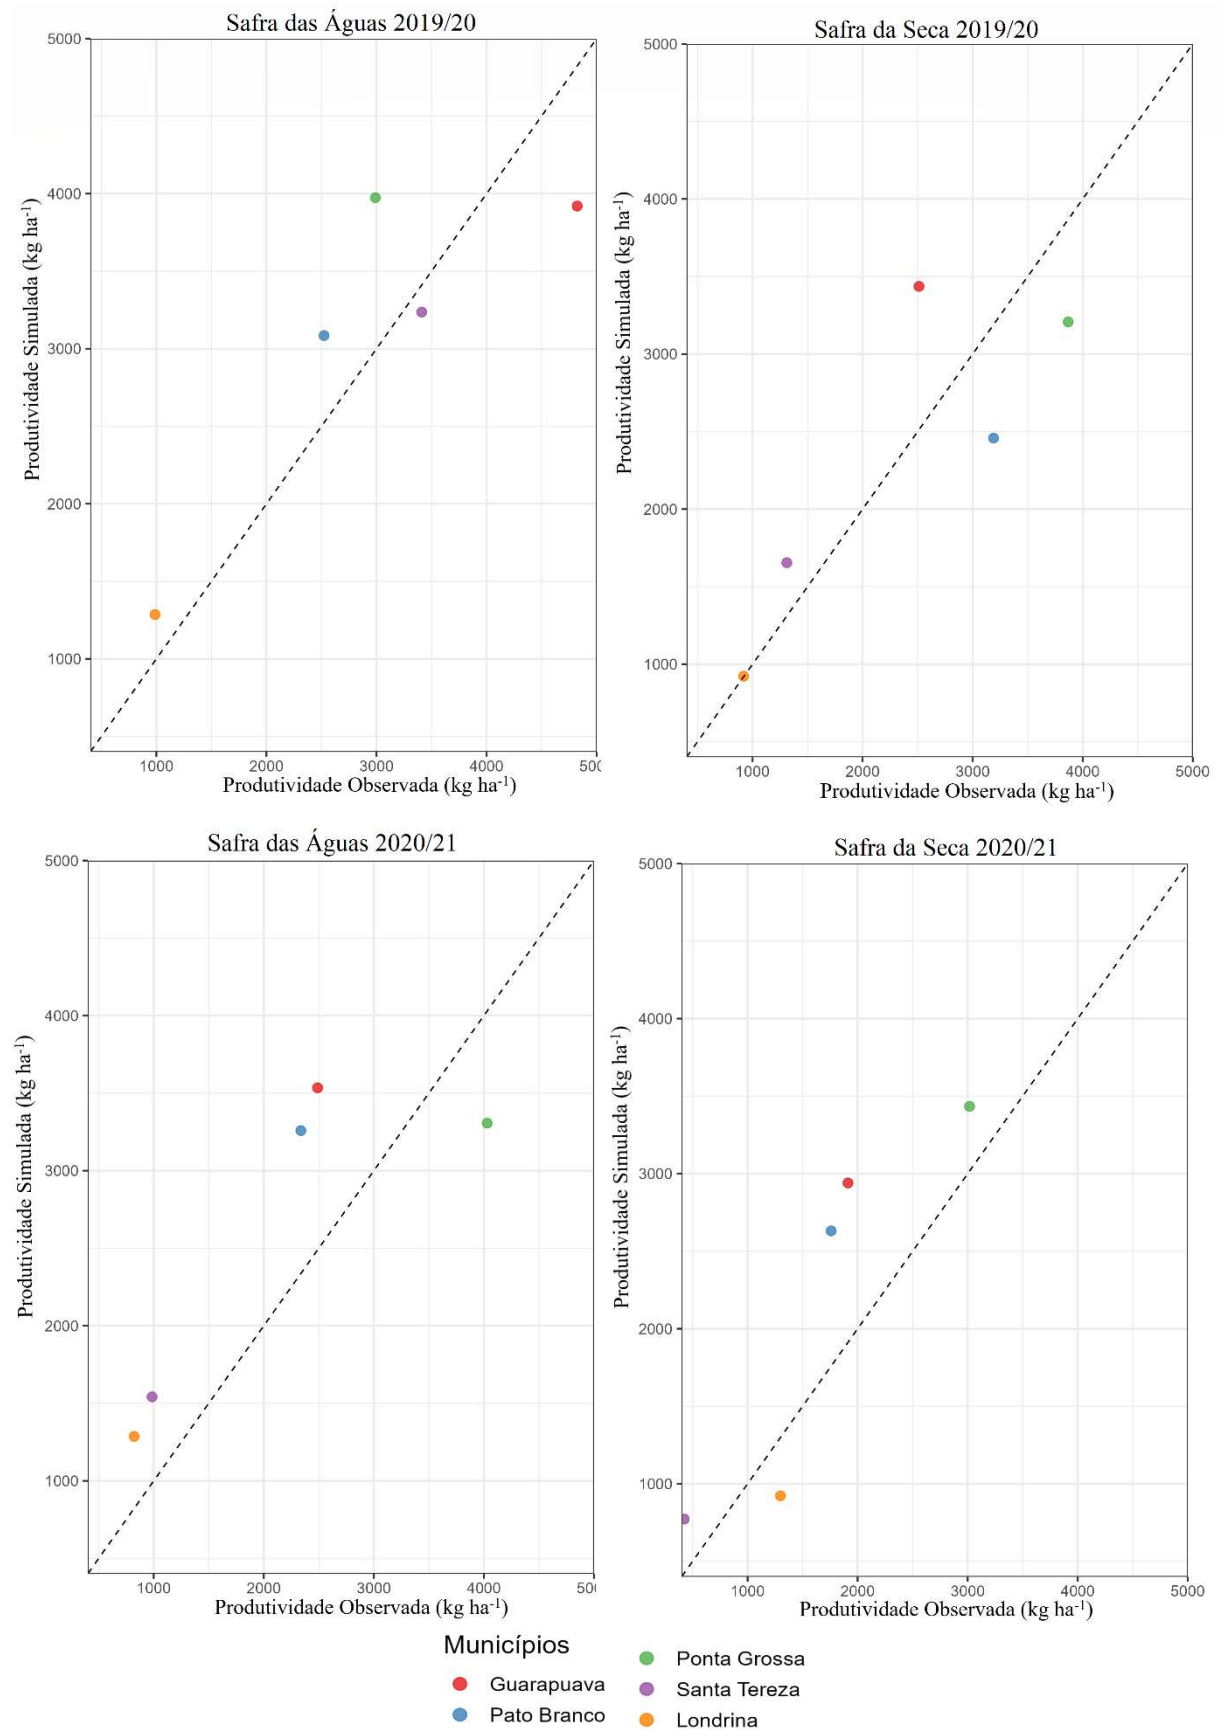 Safra das Águas 2019/20
5000
4000
3000
2000
1000
Produtividade Simulada (kg ha⁻¹)
1000 2000 3000 4000 500
Produtividade Observada (kg ha⁻¹)
Safra da Seca 2019/20
5000
4000
3000
2000
1000
Produtividade Simulada (kg ha⁻¹)
1000 2000 3000 4000 5000
Produtividade Observada (kg ha⁻¹)
Safra das Águas 2020/21
5000
4000
3000
2000
1000
Produtividade Simulada (kg ha⁻¹)
1000 2000 3000 4000 500
Produtividade Observada (kg ha⁻¹)
Safra da Seca 2020/21
5000
4000
3000
2000
1000
Produtividade Simulada (kg ha⁻¹)
1000 2000 3000 4000 5000
Produtividade Observada (kg ha⁻¹)
Municípios
Guarapuava
Pato Branco
Ponta Grossa
Santa Tereza
Londrina